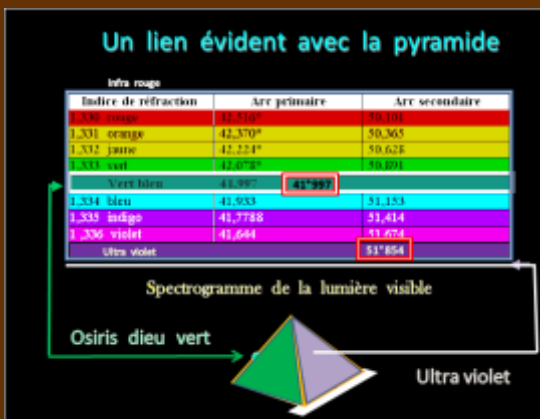 Un lien évident avec la pyramide
Infra rouge
Indice de réfraction Arc primaire Arc secondaire
1,330 rouge 42,516° 50,101
1,331 orange 42,370° 50,365
1,332 jaune 42,224° 50,628
1,333 vert 42,078° 50,891
Vert bleu 41,997 41°997
1,334 bleu 41,933 51,153
1,335 indigo 41,7788 51,414
1,336 violet 41,644 51,674
Ultra violet 51°854
Spectrogramme de la lumière visible
Osiris dieu vert
Ultra violet